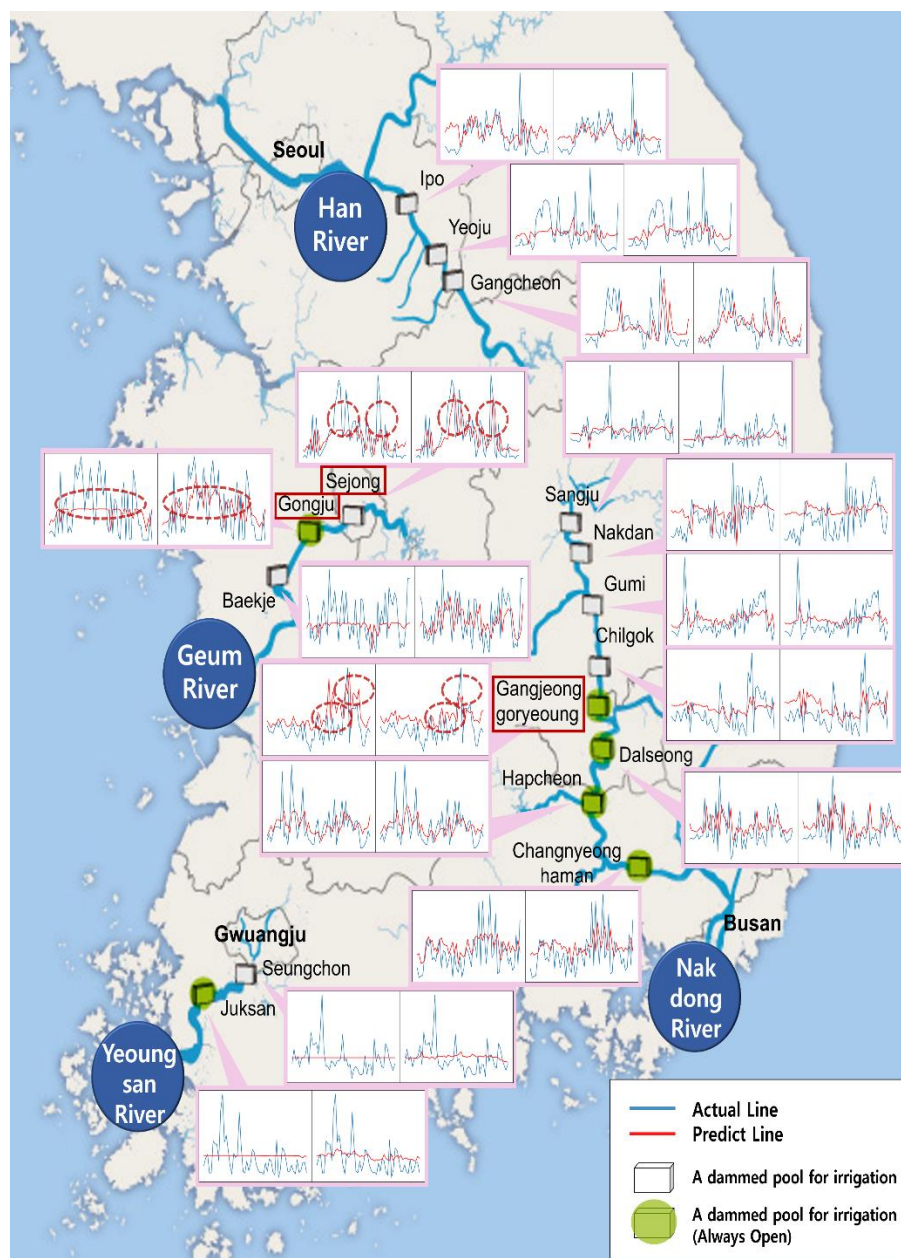 Seoul
Han
River
Ipo
Yeoju
Gangcheon
Sejong
Gongju
Baekje
Geum
River
Sangju
Nakdan
Gumi
Chilgok
Gangjeong
goryeoung
Dalseong
Hapcheon
Changnyeong
haman
Busan
Nak
dong
River
Gwuangju
Seungchon
Juksan
Yeoung
san
River
Actual Line
Predict Line
A dammed pool for irrigation
A dammed pool for irrigation
(Always Open)